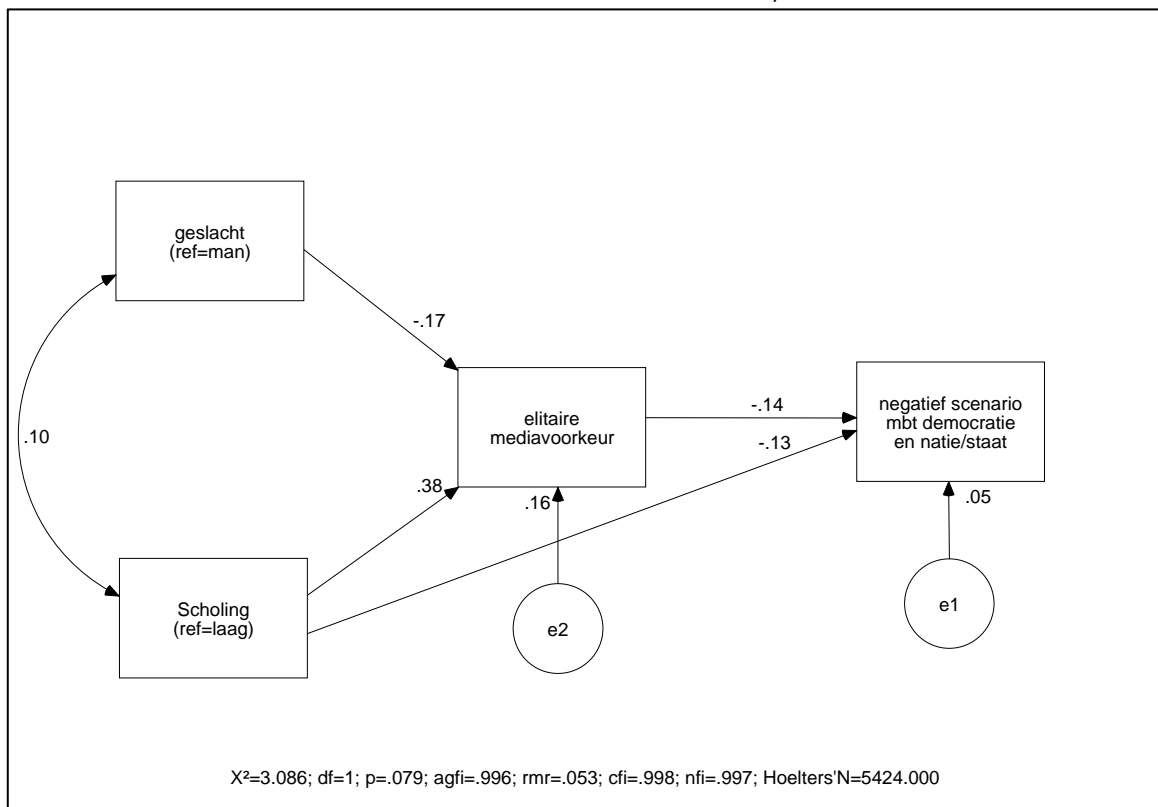 geslacht
(ref=man)
-.17
elitaire
mediavoorkeur
-.14
negatief scenario
mbt democratie
en natie/staat
-.13
.10
.38
.16
.05
Scholing
(ref=laag)
e2
e1
X²=3.086; df=1; p=.079; agfi=.996; rmr=.053; cfi=.998; nfi=.997; Hoelters'N=5424.000